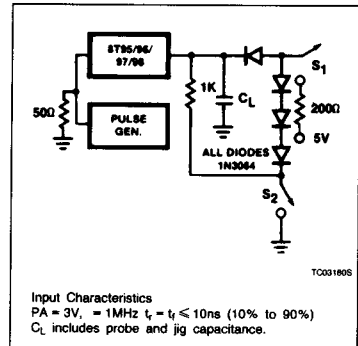 8T95/96/
97/98
S1
1K
CL
200Ω
50Ω
PULSE
GEN.
5V
ALL DIODES
1N3064
S2
TC03180S
Input Characteristics
PA = 3V, = 1MHz tr = tf ≤ 10ns (10% to 90%)
CL includes probe and jig capacitance.